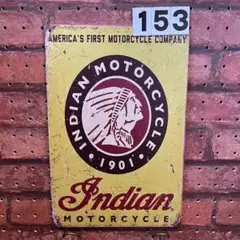 153
AMERICA'S FIRST MOTORCYCLE COMPANY
INDIAN MOTORCYCLE
• 1901 •
Indian
MOTORCYCLE